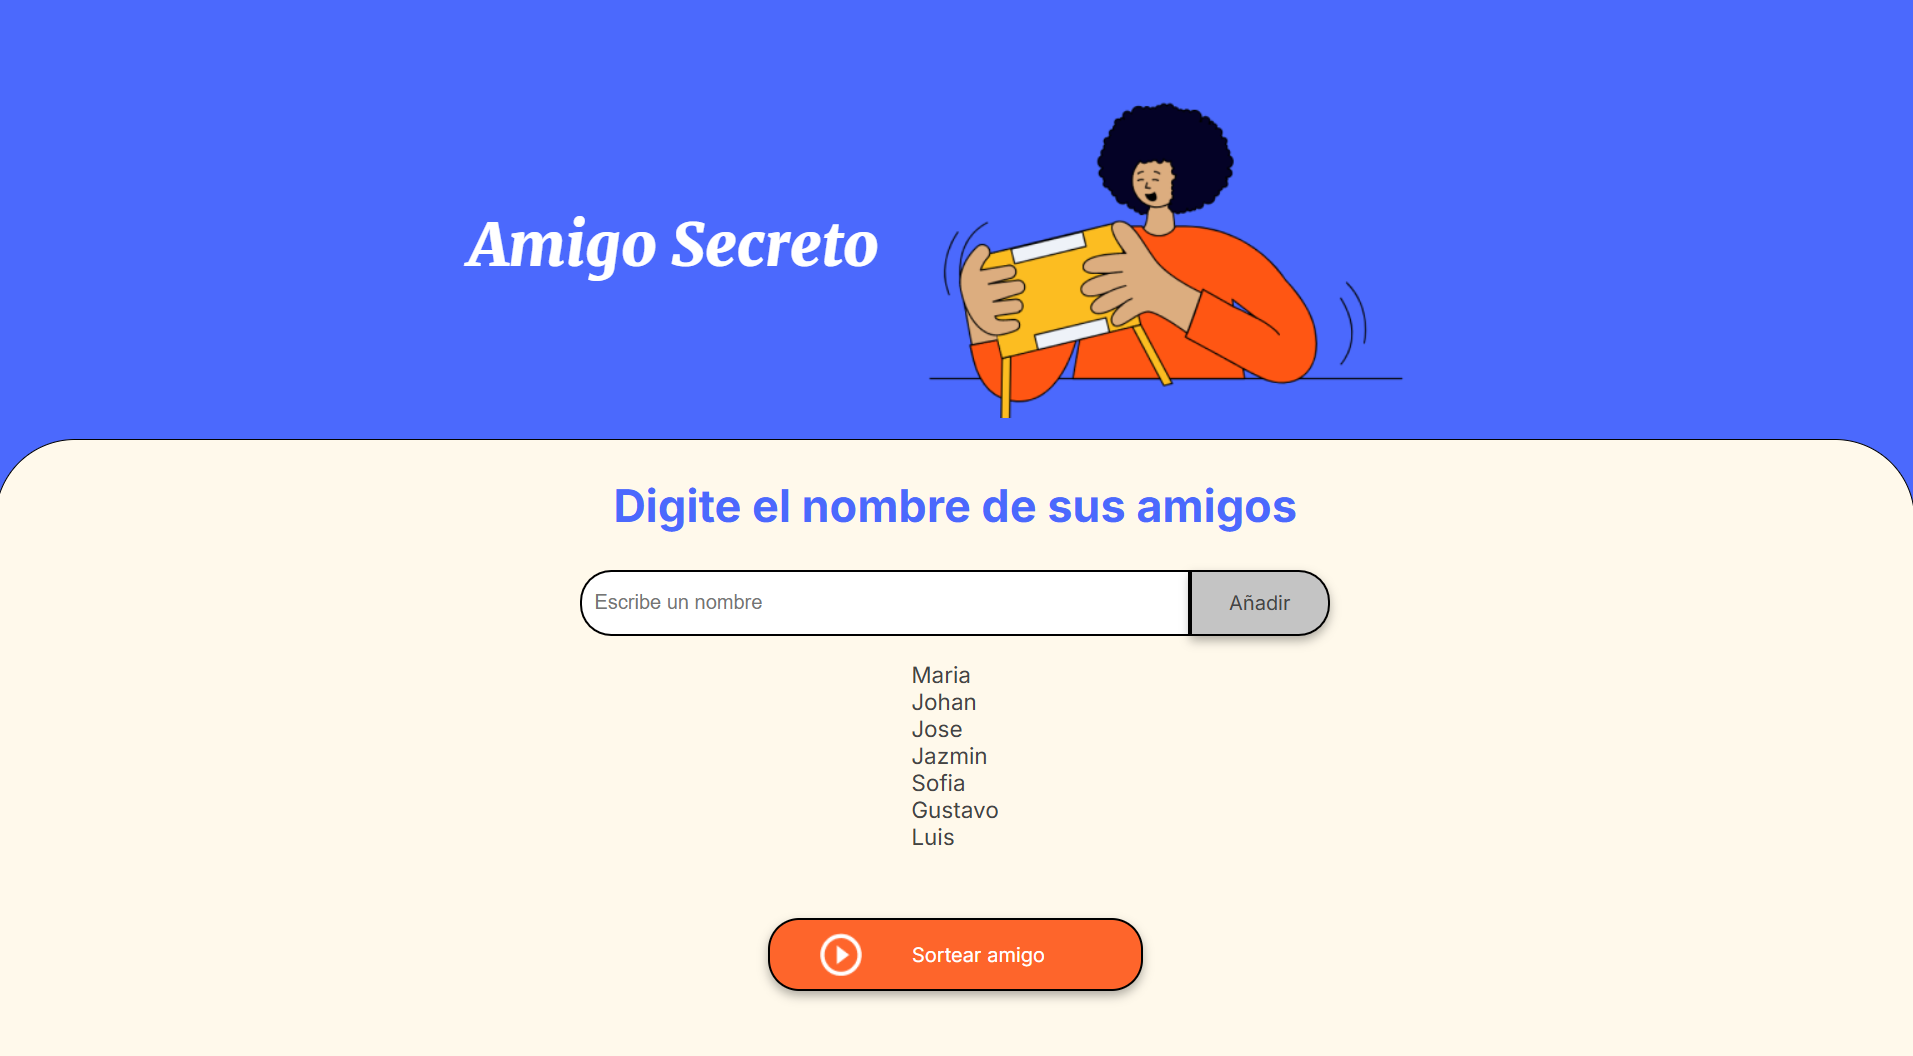 Amigo Secreto
Digite el nombre de sus amigos
Escribe un nombre
Añadir
Maria
Johan
Jose
Jazmin
Sofia
Gustavo
Luis
Sortear amigo